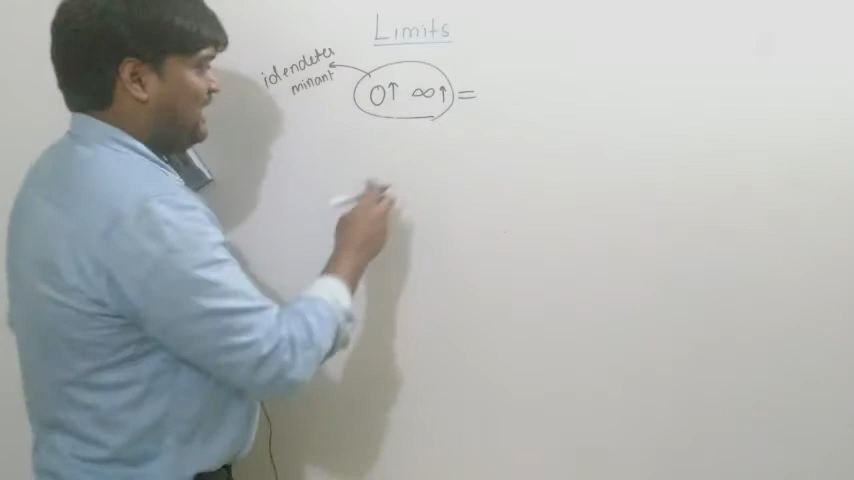 Limits
idendeter
minant
0↑ ∞↑ =